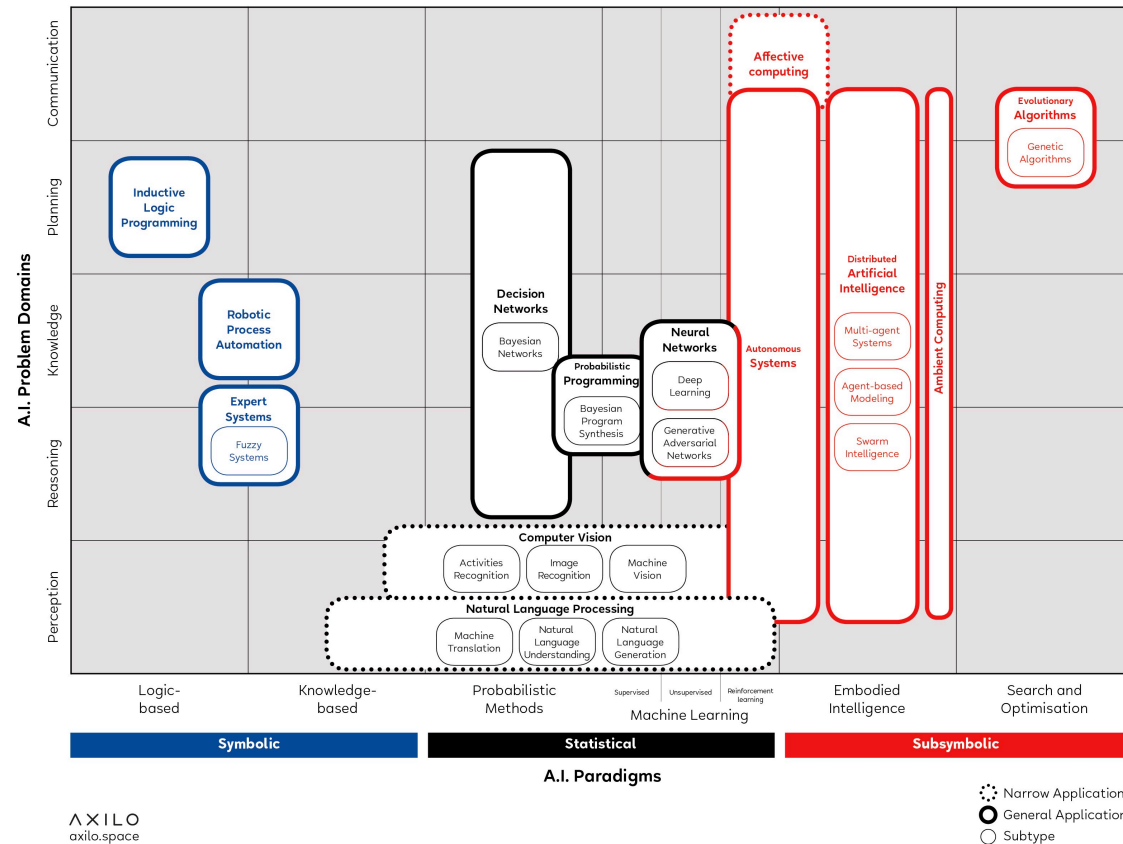 A.I. Problem Domains
Communication
Planning
Knowledge
Reasoning
Perception
Affective
computing
Evolutionary
Algorithms
Genetic
Algorithms
Inductive
Logic
Programming
Robotic
Process
Automation
Expert
Systems
Fuzzy
Systems
Decision
Networks
Bayesian
Networks
Probabilistic
Programming
Bayesian
Program
Synthesis
Neural
Networks
Deep
Learning
Generative
Adversarial
Networks
Autonomous
Systems
Distributed
Artificial
Intelligence
Multi-agent
Systems
Agent-based
Modeling
Swarm
Intelligence
Ambient Computing
Computer Vision
Activities
Recognition
Image
Recognition
Machine
Vision
Natural Language Processing
Machine
Translation
Natural
Language
Understanding
Natural
Language
Generation
Logic-
based
Knowledge-
based
Probabilistic
Methods
Supervised
Unsupervised
Reinforcement
learning
Machine Learning
Embodied
Intelligence
Search and
Optimisation
Symbolic
Statistical
Subsymbolic
A.I. Paradigms
Narrow Application
General Application
Subtype
AXILO
axilo.space